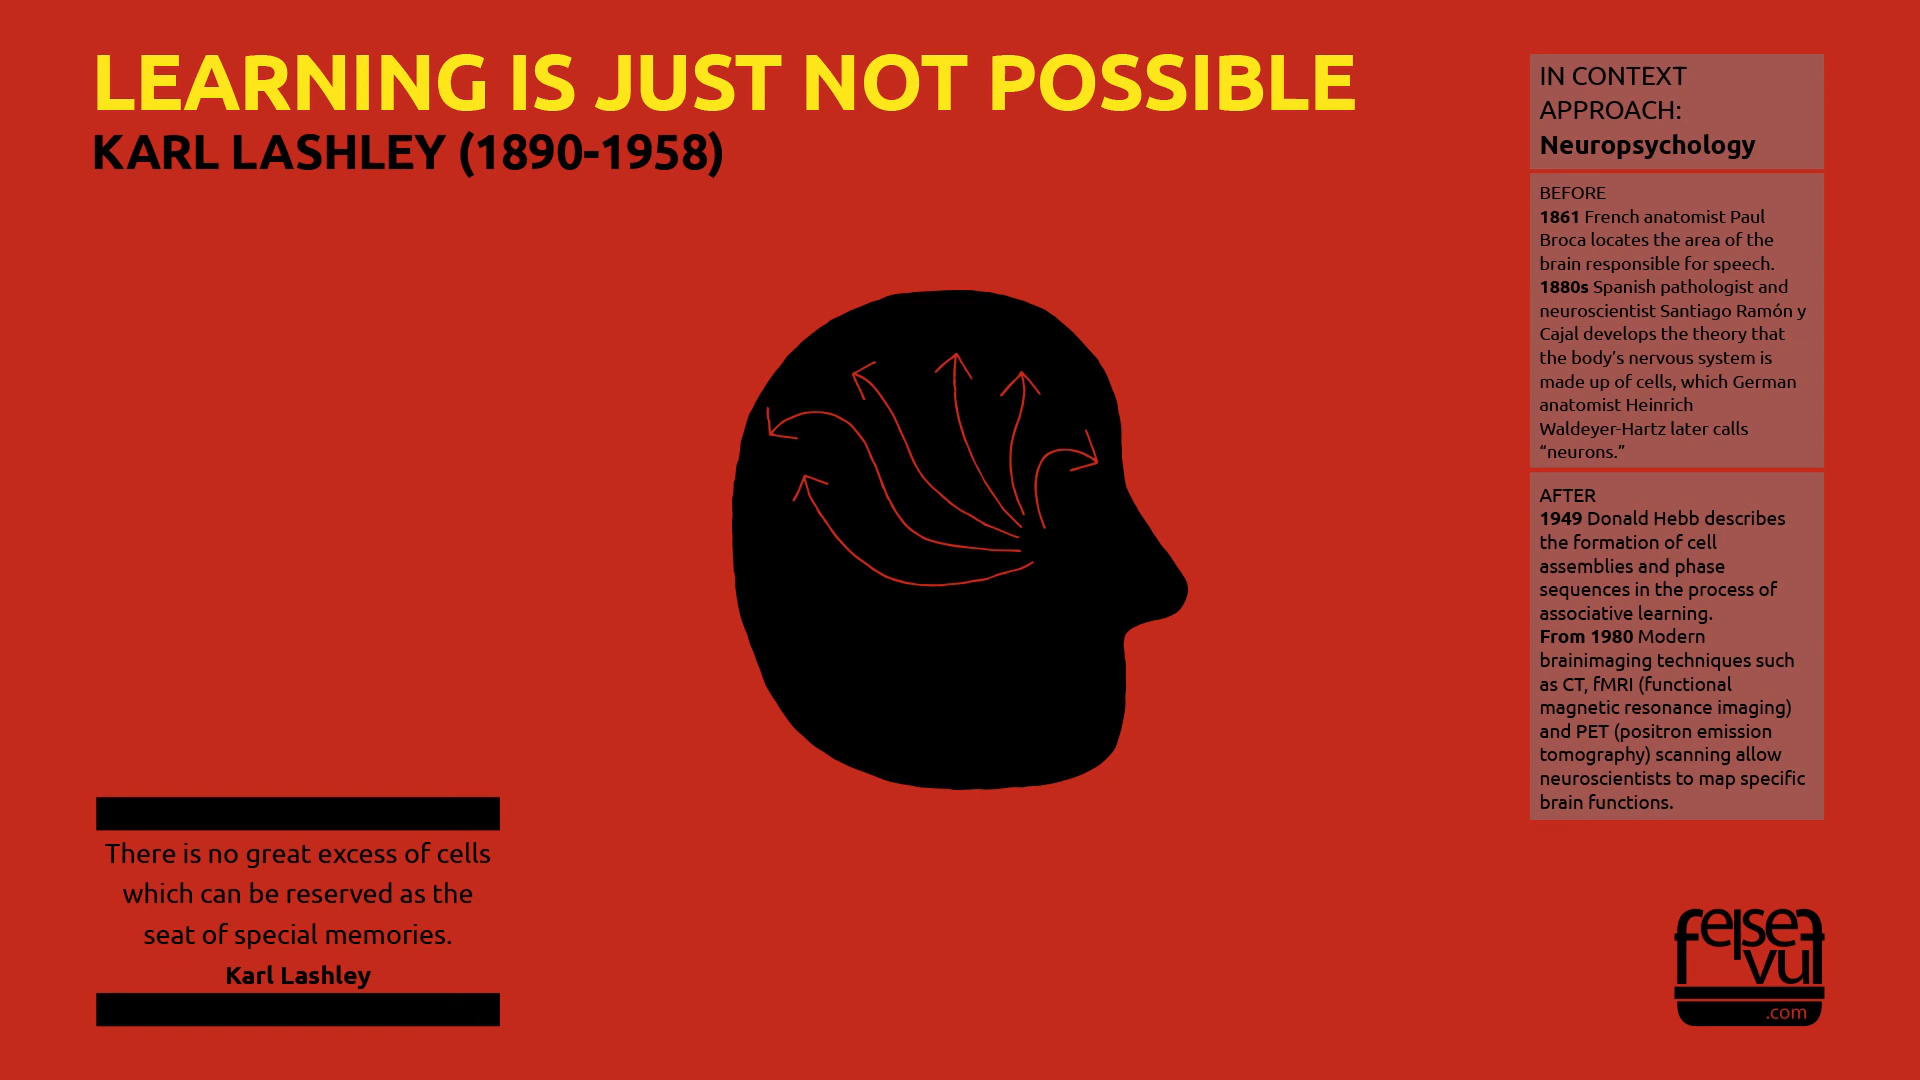 LEARNING IS JUST NOT POSSIBLE
KARL LASHLEY (1890-1958)
IN CONTEXT
APPROACH:
Neuropsychology
BEFORE
1861 French anatomist Paul
Broca locates the area of the
brain responsible for speech.
1880s Spanish pathologist and
neuroscientist Santiago Ramón y
Cajal develops the theory that
the body’s nervous system is
made up of cells, which German
anatomist Heinrich
Waldeyer-Hartz later calls
“neurons.”
AFTER
1949 Donald Hebb describes
the formation of cell
assemblies and phase
sequences in the process of
associative learning.
From 1980 Modern
brainimaging techniques such
as CT, fMRI (functional
magnetic resonance imaging)
and PET (positron emission
tomography) scanning allow
neuroscientists to map specific
brain functions.
There is no great excess of cells
which can be reserved as the
seat of special memories.
Karl Lashley
felsef
vul
.com